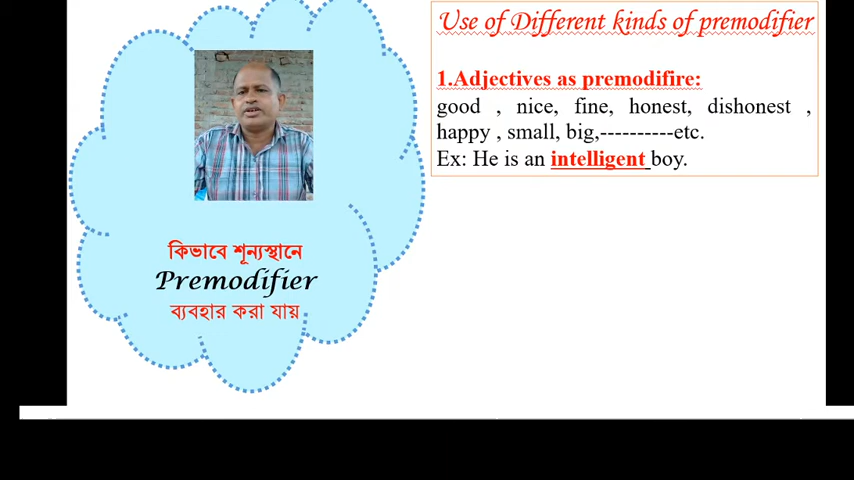 Use of Different kinds of premodifier
1.Adjectives as premodifire:
good , nice, fine, honest, dishonest ,
happy , small, big,----------etc.
Ex: He is an intelligent boy.
কিভাবে শূন্যস্থানে
Premodifier
ব্যবহার করা যায়